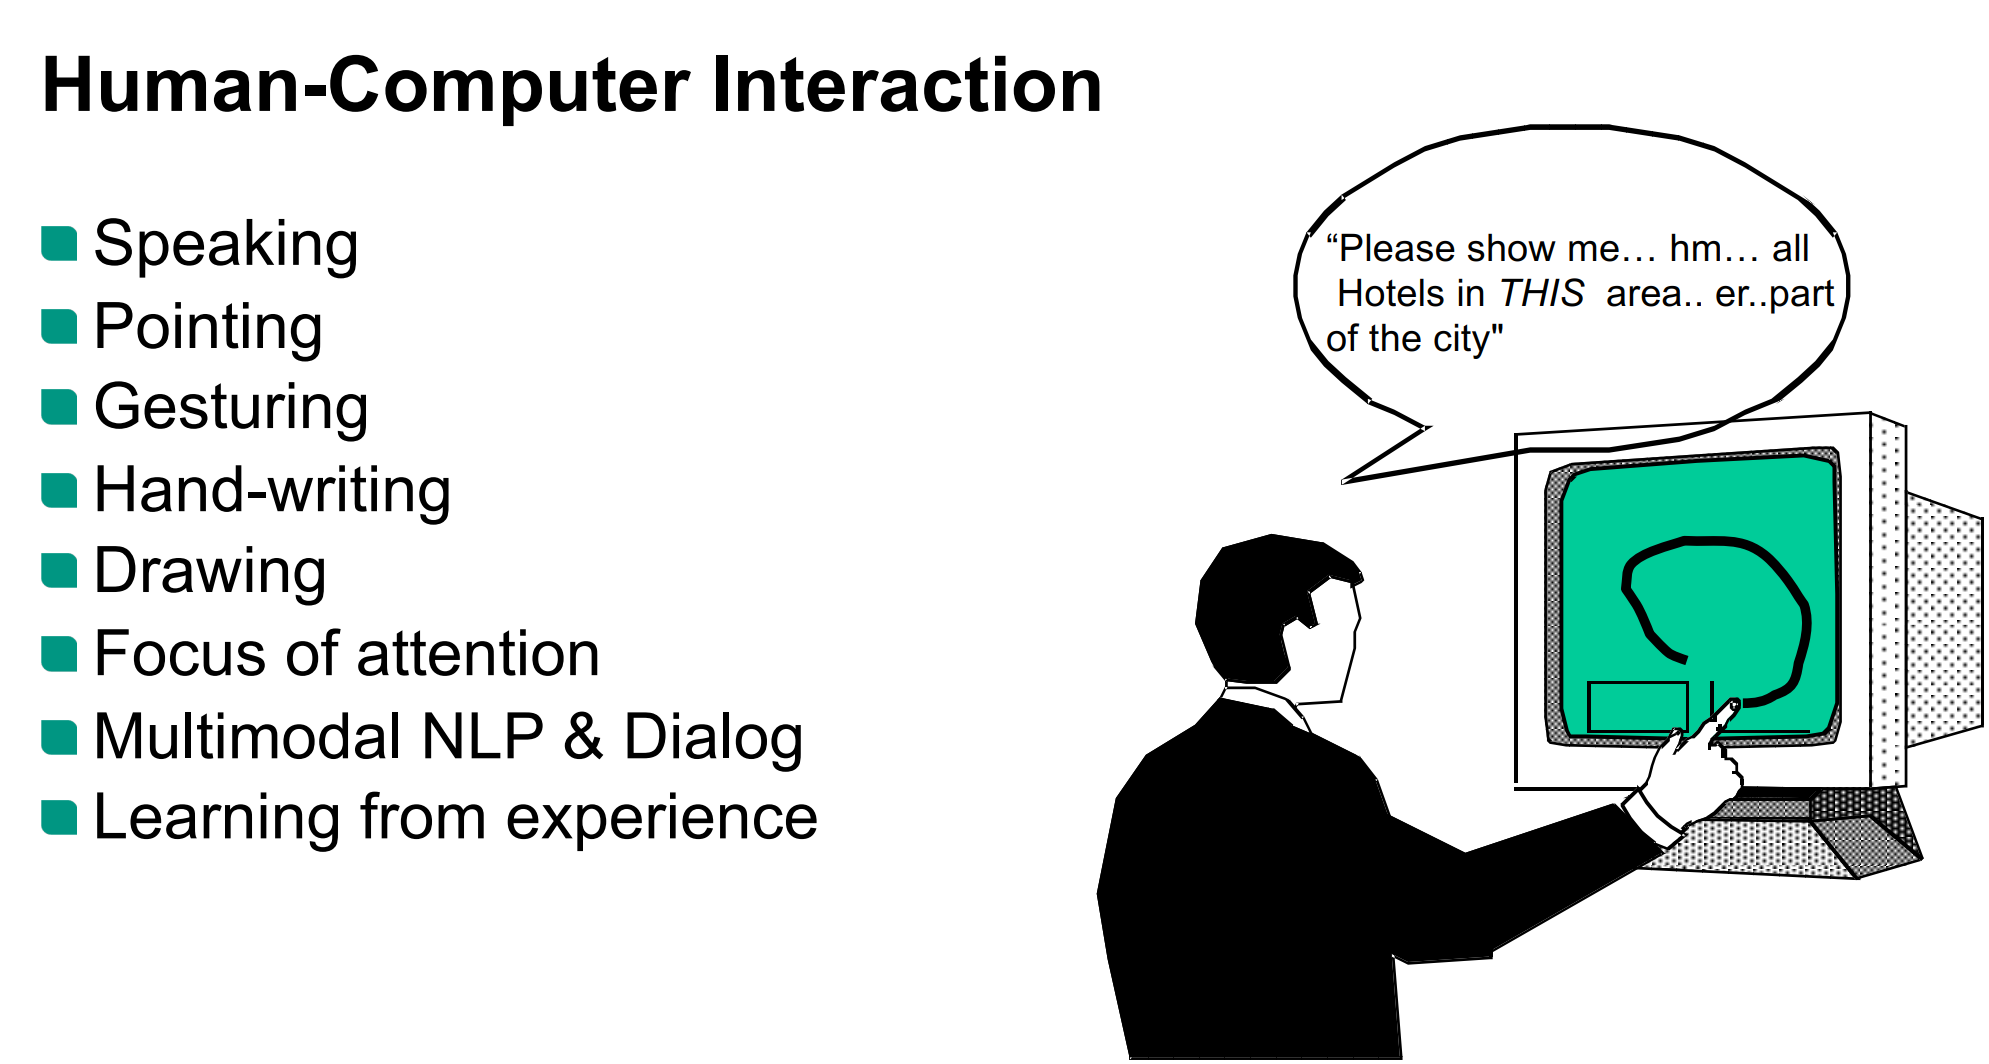 Human-Computer Interaction
Speaking
Pointing
Gesturing
Hand-writing
Drawing
Focus of attention
Multimodal NLP & Dialog
Learning from experience
“Please show me… hm… all
Hotels in THIS area.. er..part
of the city"